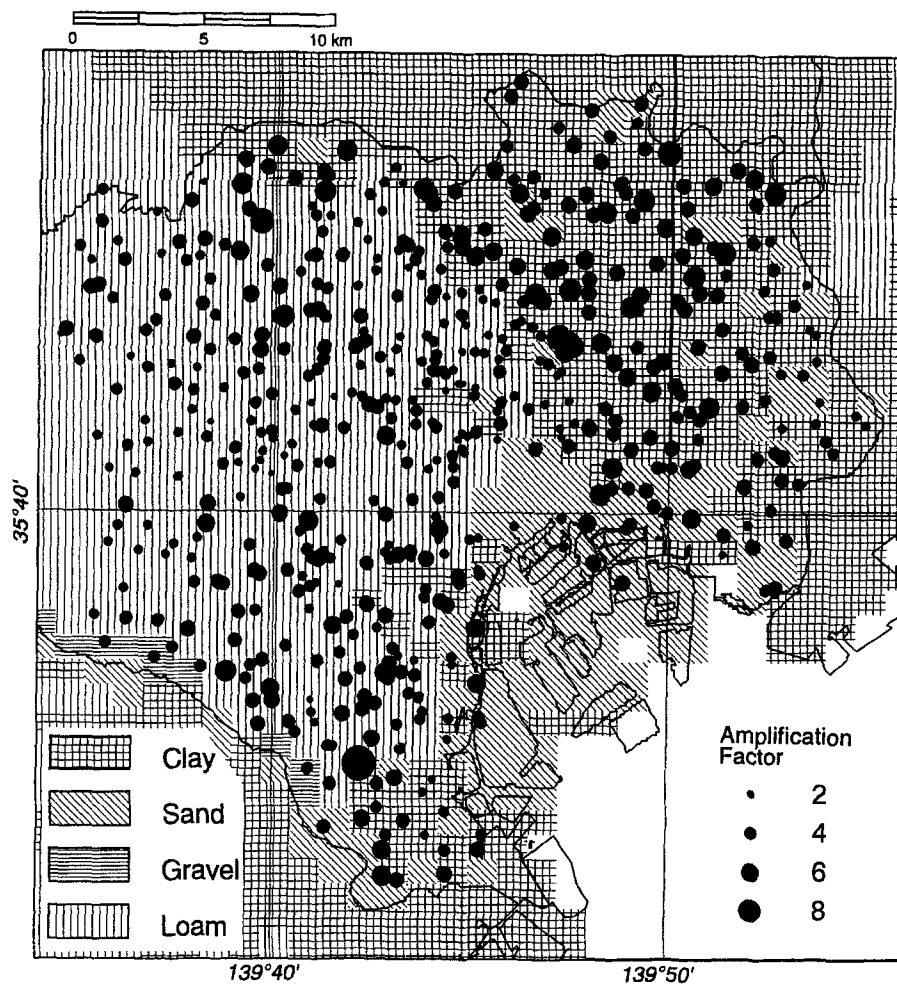 0 5 10 km
35°40'
Clay
Sand
Gravel
Loam
Amplification
Factor
2
4
6
8
139°40' 139°50'